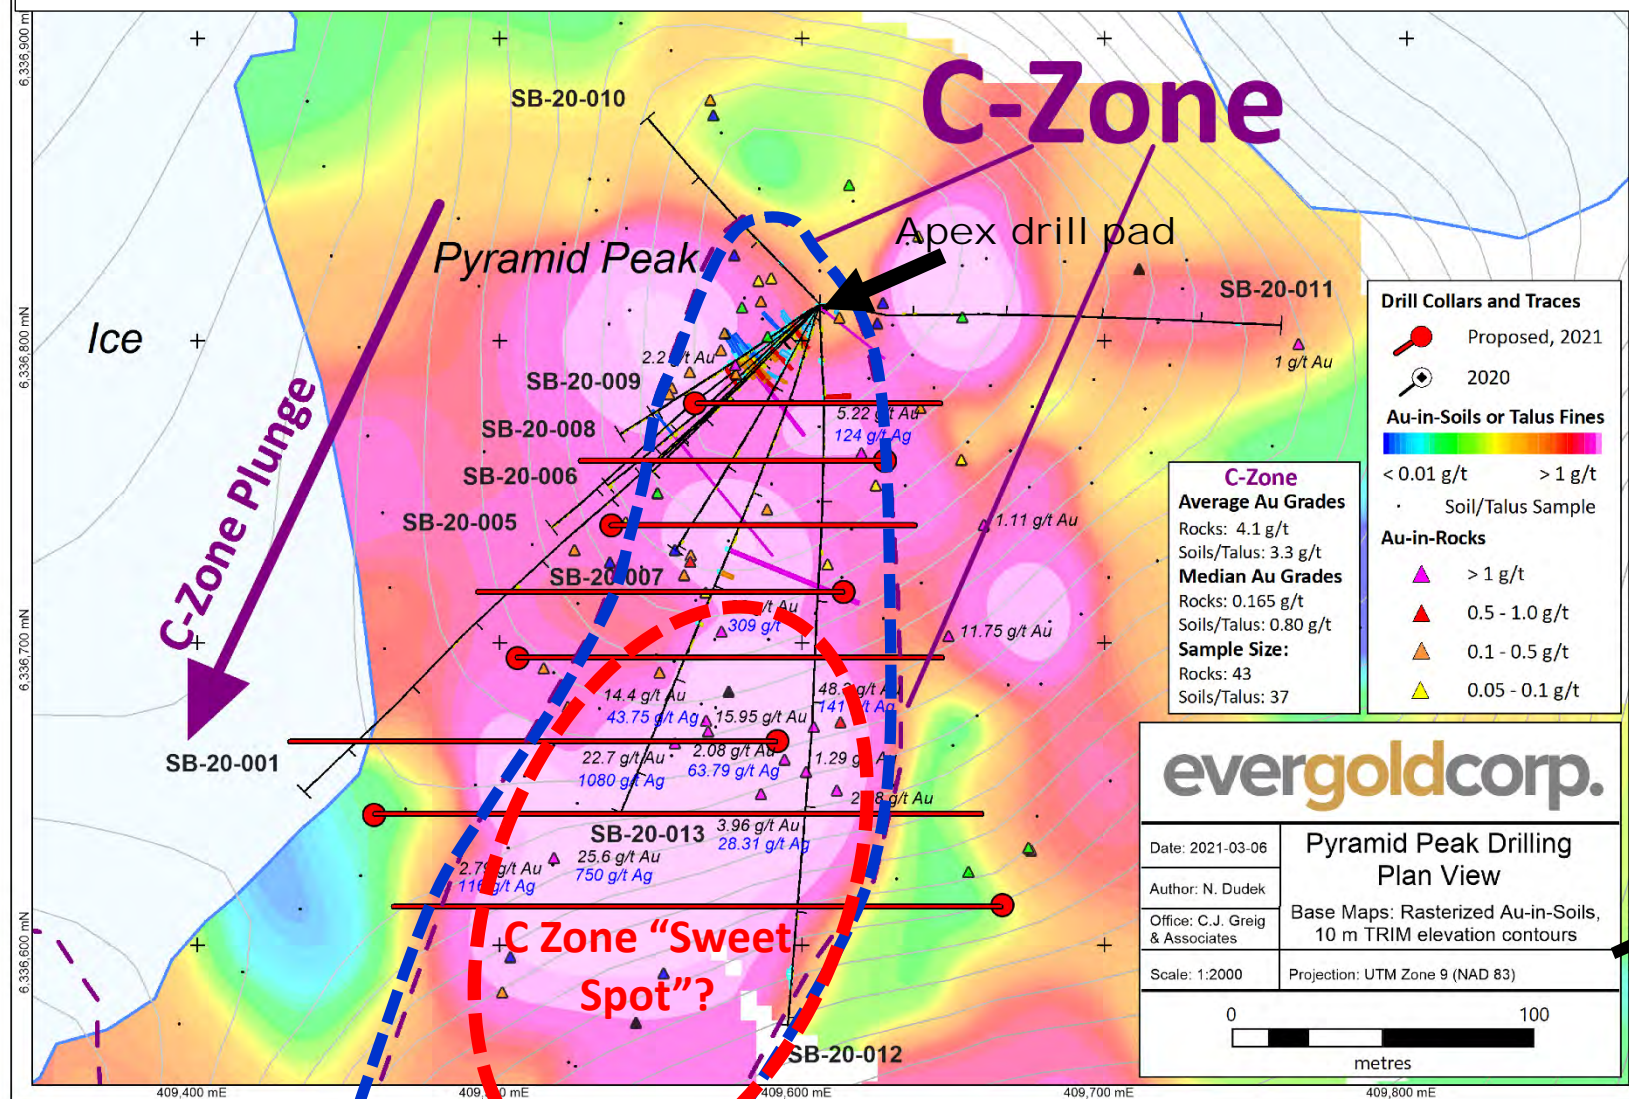 C-Zone
SB-20-010
Apex drill pad
Pyramid Peak
SB-20-011
Ice
1 g/t Au
SB-20-009
SB-20-008
5.22 g/t Au
124 g/t Ag
SB-20-006
SB-20-005
1.11 g/t Au
SB-20-007
C-Zone Plunge
309 g/t
11.75 g/t Au
14.4 g/t Au
43.75 g/t Ag
15.95 g/t Au
g/t Au
141 g/t Ag
22.7 g/t Au
1080 g/t Ag
2.08 g/t Au
63.79 g/t Ag
1.29 g/t Au
SB-20-001
g/t Au
SB-20-013
3.96 g/t Au
28.31 g/t Ag
25.6 g/t Au
750 g/t Ag
g/t Au
g/t Ag
C Zone “Sweet
Spot”?
SB-20-012
6,336,900 mN
6,336,800 mN
6,336,700 mN
6,336,600 mN
409,400 mE
409,600 mE
409,700 mE
409,800 mE
Drill Collars and Traces
Proposed, 2021
2020
Au-in-Soils or Talus Fines
< 0.01 g/t > 1 g/t
Soil/Talus Sample
Au-in-Rocks
> 1 g/t
0.5 - 1.0 g/t
0.1 - 0.5 g/t
0.05 - 0.1 g/t
C-Zone
Average Au Grades
Rocks: 4.1 g/t
Soils/Talus: 3.3 g/t
Median Au Grades
Rocks: 0.165 g/t
Soils/Talus: 0.80 g/t
Sample Size:
Rocks: 43
Soils/Talus: 37
evergoldcorp.
Date: 2021-03-06
Author: N. Dudek
Office: C.J. Greig
& Associates
Scale: 1:2000
Pyramid Peak Drilling
Plan View
Base Maps: Rasterized Au-in-Soils,
10 m TRIM elevation contours
Projection: UTM Zone 9 (NAD 83)
0 100
metres